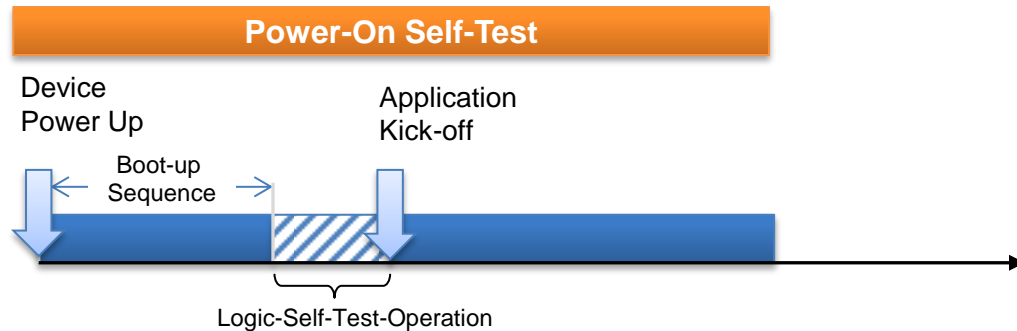 Power-On Self-Test
Device
Power Up
Application
Kick-off
Boot-up
Sequence
Logic-Self-Test-Operation